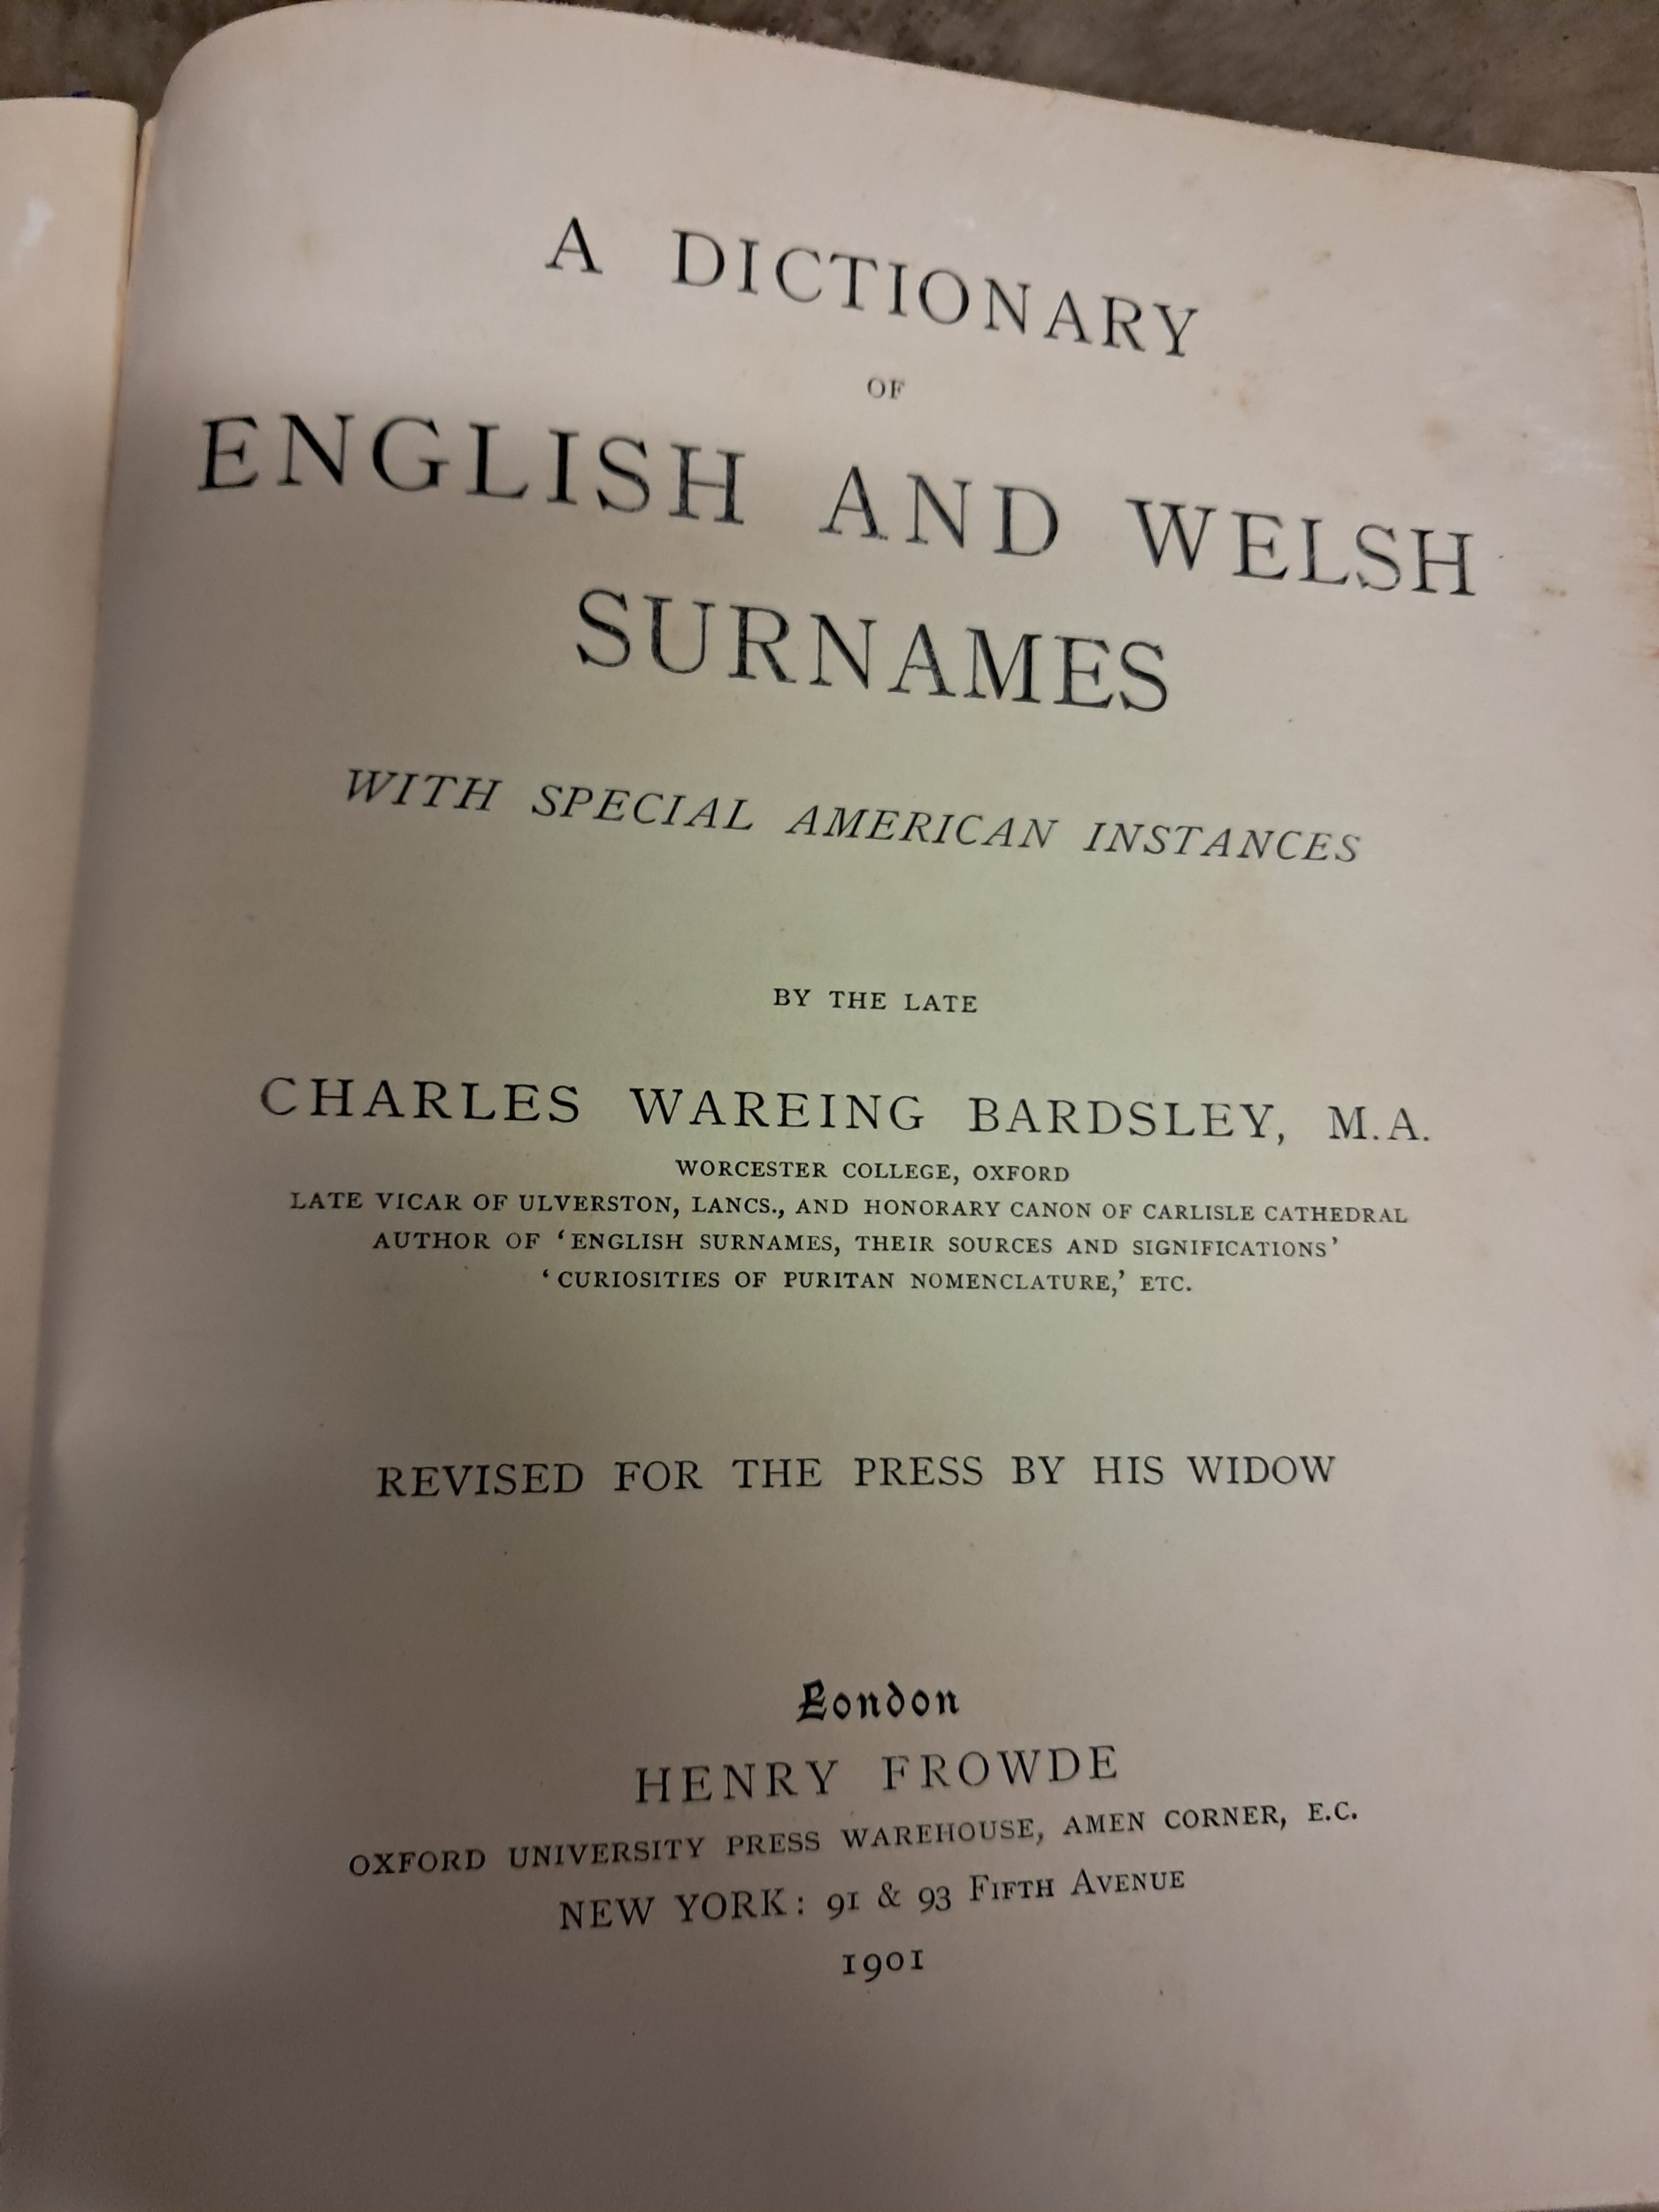 A DICTIONARY
OF
ENGLISH AND WELSH
SURNAMES
WITH SPECIAL AMERICAN INSTANCES
BY THE LATE
CHARLES WAREING BARDSLEY, M.A.
WORCESTER COLLEGE, OXFORD
LATE VICAR OF ULVERSTON, LANCS., AND HONORARY CANON OF CARLISLE CATHEDRAL
AUTHOR OF ‘ENGLISH SURNAMES, THEIR SOURCES AND SIGNIFICATIONS’
‘CURIOSITIES OF PURITAN NOMENCLATURE,’ ETC.
REVISED FOR THE PRESS BY HIS WIDOW
London
HENRY FROWDE
OXFORD UNIVERSITY PRESS WAREHOUSE, AMEN CORNER, E.C.
NEW YORK: 91 & 93 FIFTH AVENUE
1901